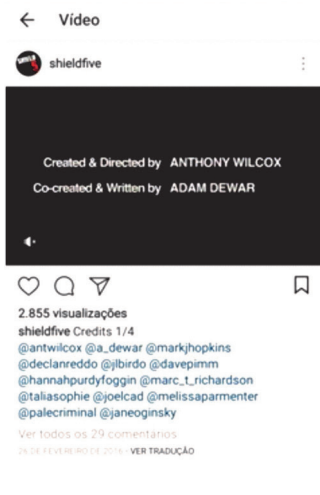 Vídeo
shieldfive
Created & Directed by ANTHONY WILCOX
Co-created & Written by ADAM DEWAR
2.855 visualizações
shieldfive Credits 1/4
@antwilcox @a_dewar @markjhopkins
@declanreddo @jlbirdo @davepimm
@hannahpurdyfoggin @marc_t_richardson
@taliasophie @joelcad @melissaparmenter
@palecriminal @janeoginsky
Ver todos os 29 comentários
26 DE FEVEREIRO DE 2016 • VER TRADUÇÃO